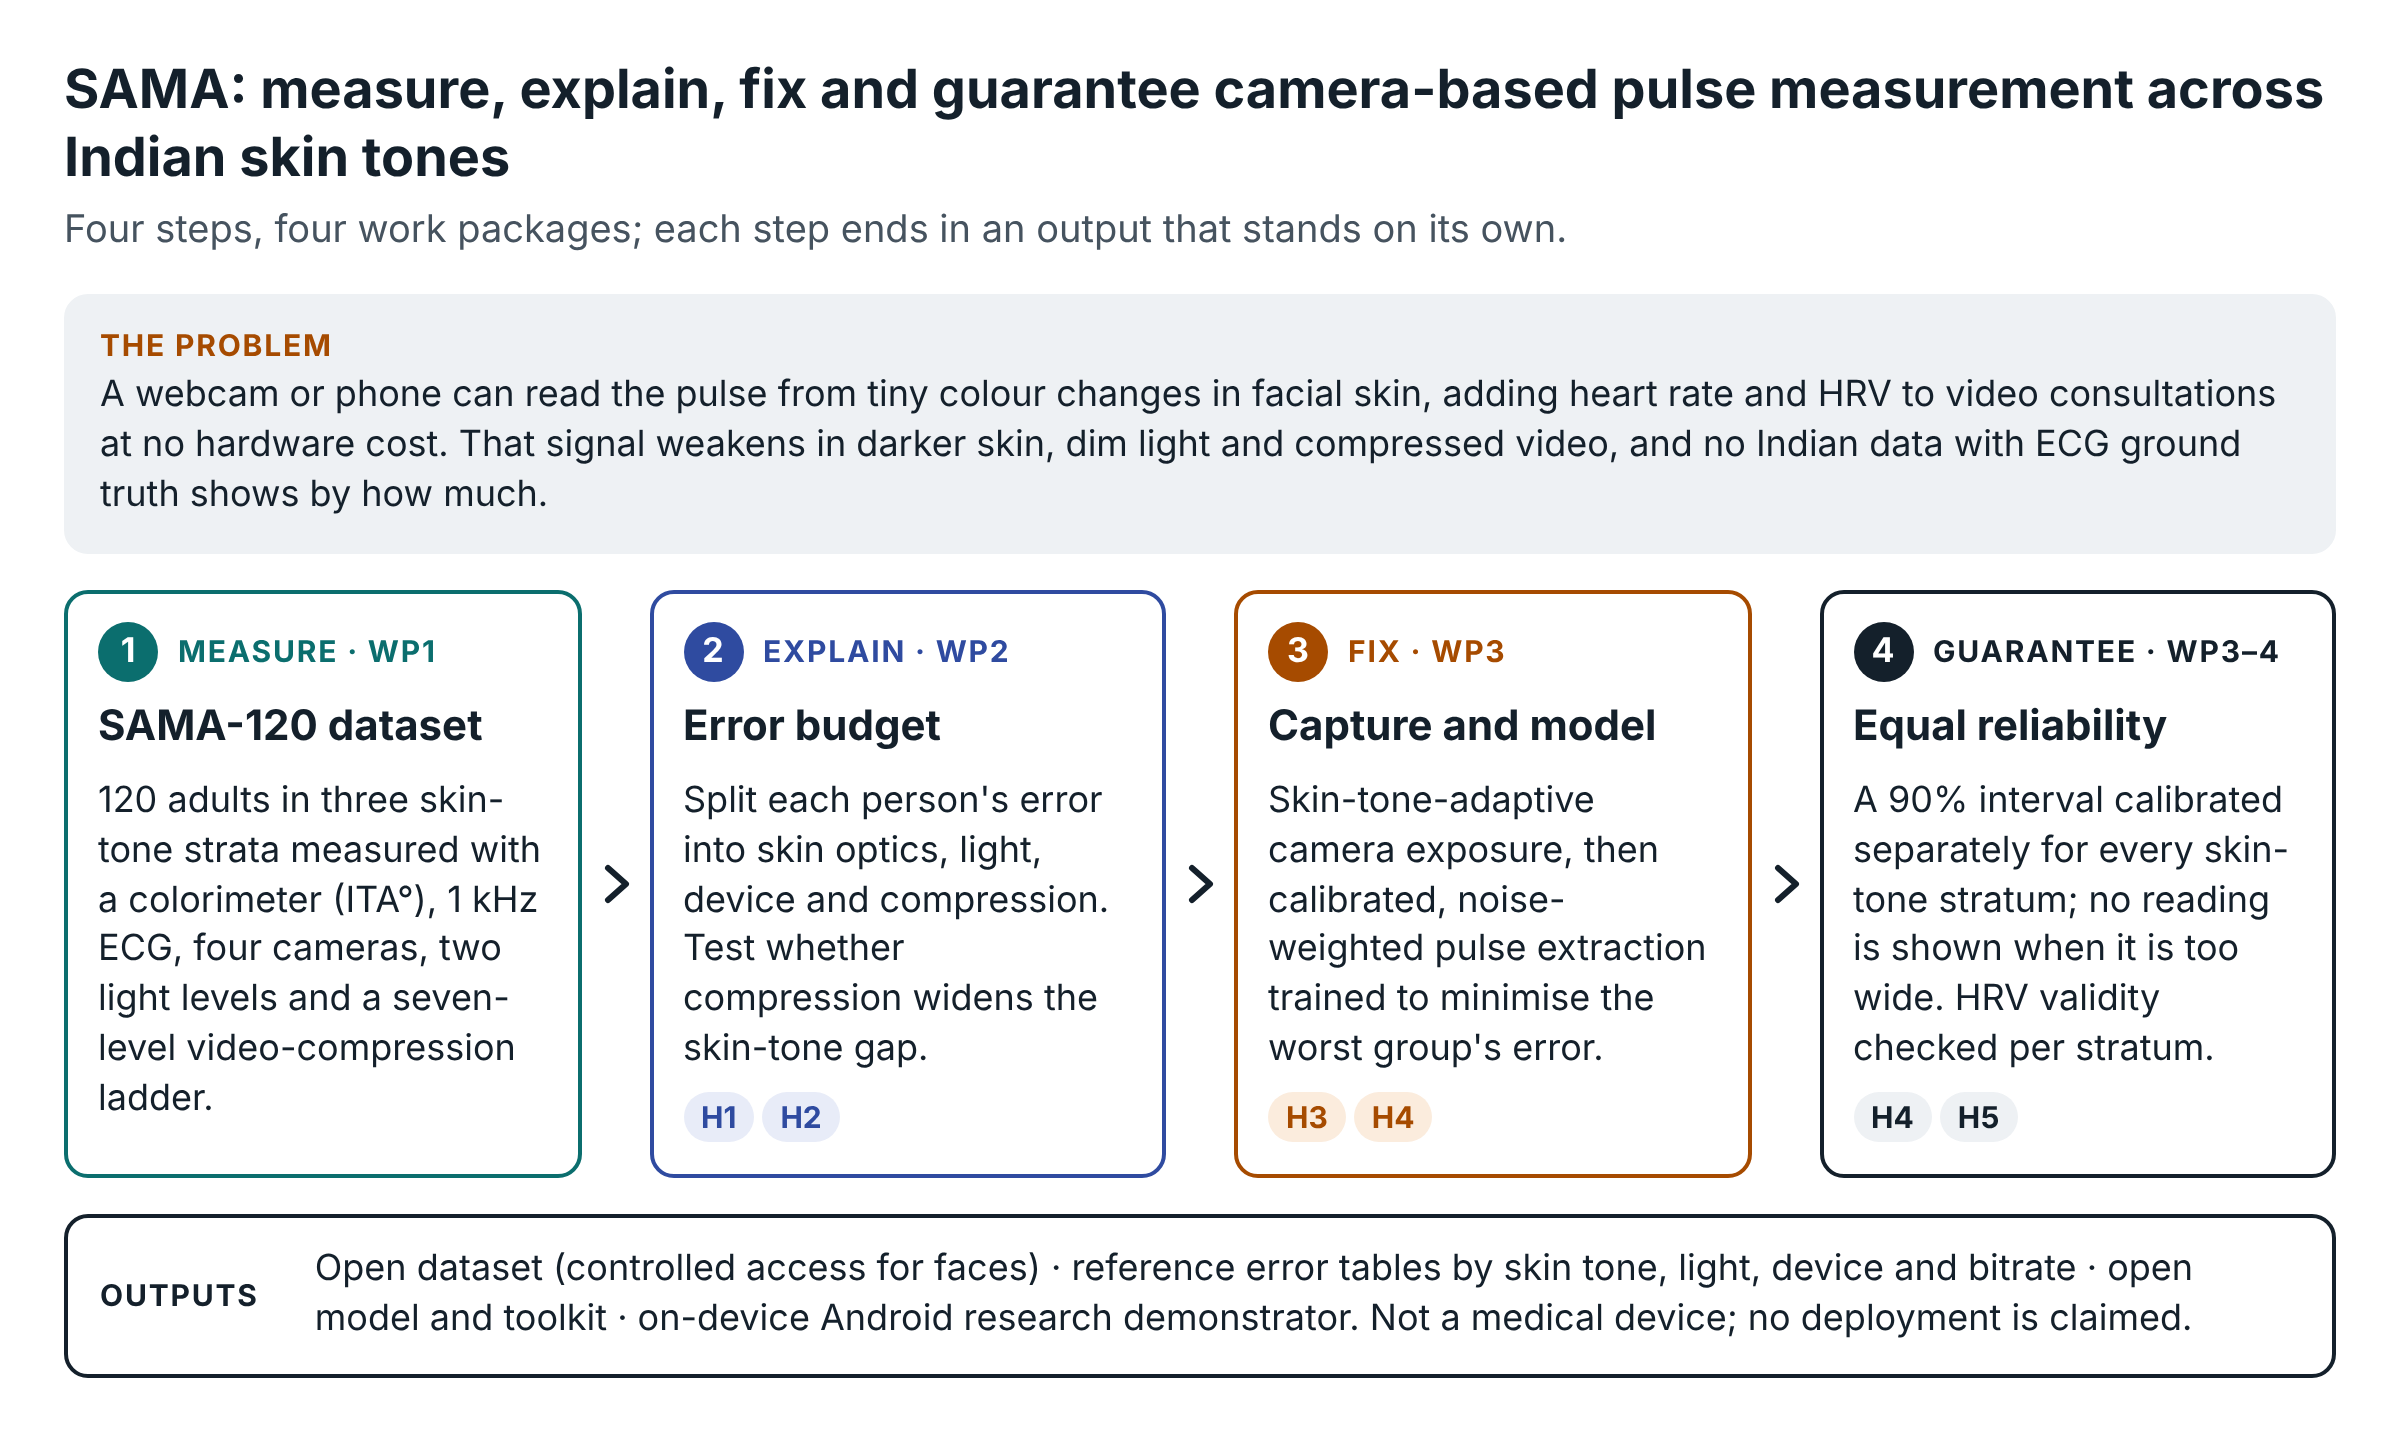 SAMA: measure, explain, fix and guarantee camera-based pulse measurement across
Indian skin tones
Four steps, four work packages; each step ends in an output that stands on its own.
THE PROBLEM
A webcam or phone can read the pulse from tiny colour changes in facial skin, adding heart rate and HRV to video consultations
at no hardware cost. That signal weakens in darker skin, dim light and compressed video, and no Indian data with ECG ground
truth shows by how much.
1 MEASURE · WP1
SAMA-120 dataset
120 adults in three skin-
tone strata measured with
a colorimeter (ITA°), 1 kHz
ECG, four cameras, two
light levels and a seven-
level video-compression
ladder.
>
2 EXPLAIN · WP2
Error budget
Split each person's error
into skin optics, light,
device and compression.
Test whether
compression widens the
skin-tone gap.
H1 H2
>
3 FIX · WP3
Capture and model
Skin-tone-adaptive
camera exposure, then
calibrated, noise-
weighted pulse extraction
trained to minimise the
worst group's error.
H3 H4
>
4 GUARANTEE · WP3–4
Equal reliability
A 90% interval calibrated
separately for every skin-
tone stratum; no reading
is shown when it is too
wide. HRV validity
checked per stratum.
H4 H5
OUTPUTS
Open dataset (controlled access for faces) · reference error tables by skin tone, light, device and bitrate · open
model and toolkit · on-device Android research demonstrator. Not a medical device; no deployment is claimed.